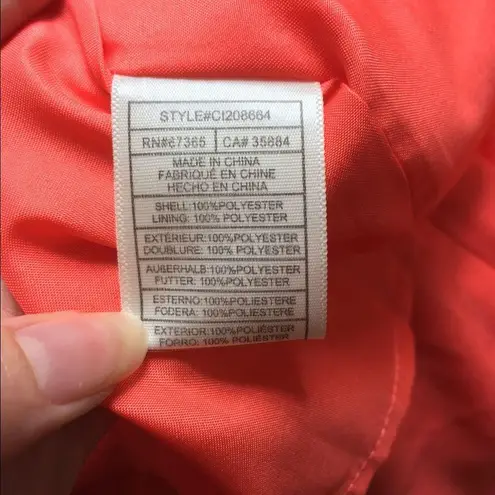 STYLE#CI208664
RN#67365 CA# 35884
MADE IN CHINA
FABRIQUÉ EN CHINE
HECHO EN CHINA
SHELL:100%POLYESTER
LINING: 100% POLYESTER
EXTÉRIEUR:100%POLYESTER
DOUBLURE: 100% POLYESTER
AUßERHALB:100%POLYESTER
FUTTER: 100% POLYESTER
ESTERNO:100%POLIESTERE
FODERA: 100% POLIESTERE
EXTERIOR:100%POLIÉSTER
FORRO: 100% POLIÉSTER